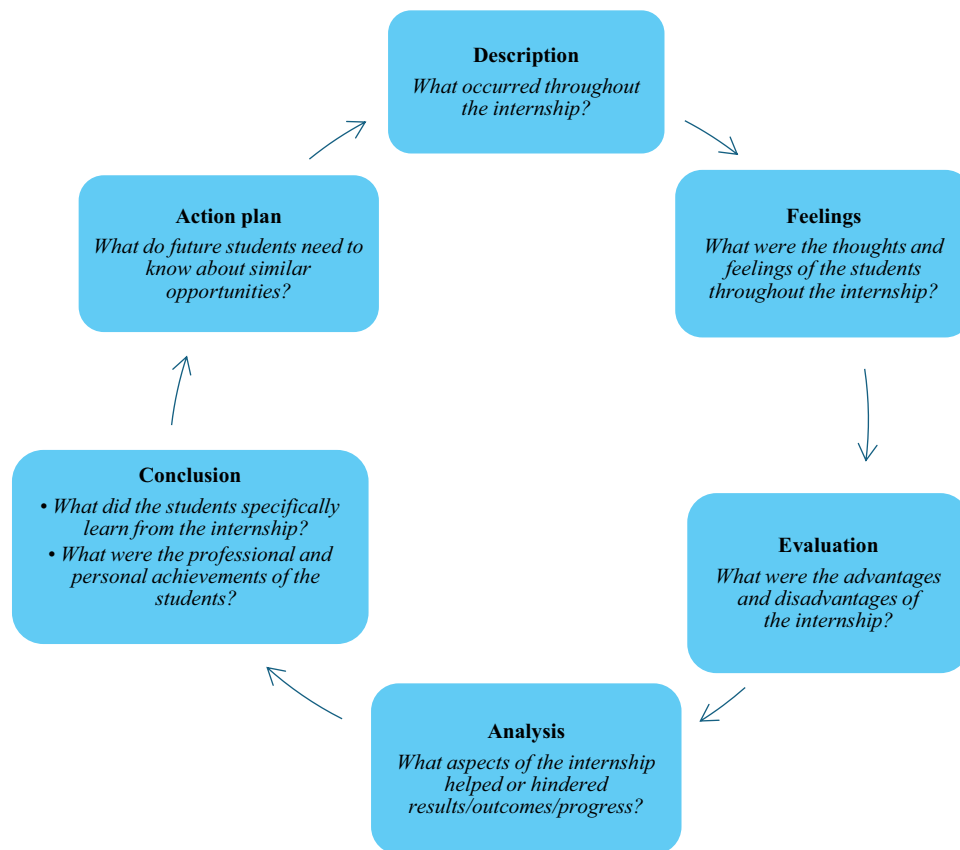 Description
What occurred throughout
the internship?
Feelings
What were the thoughts and
feelings of the students
throughout the internship?
Evaluation
What were the advantages
and disadvantages of
the internship?
Analysis
What aspects of the internship
helped or hindered
results/outcomes/progress?
Conclusion
• What did the students specifically
learn from the internship?
• What were the professional and
personal achievements of the
students?
Action plan
What do future students need to
know about similar
opportunities?